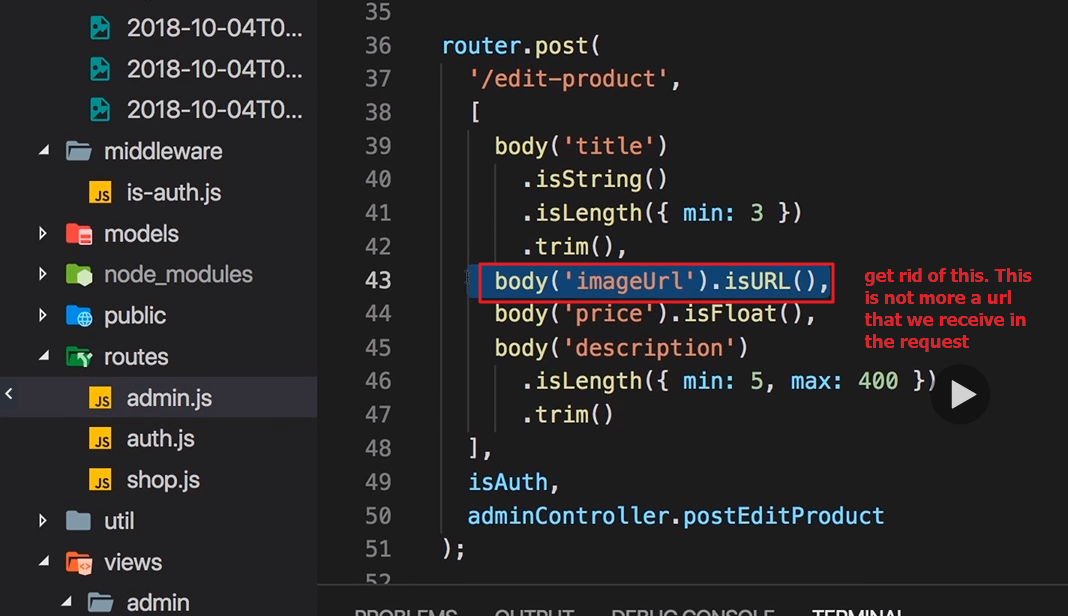 2018-10-04T0...
2018-10-04T0...
2018-10-04T0...
middleware
JS is-auth.js
models
node_modules
public
routes
JS admin.js
JS auth.js
JS shop.js
util
views
admin
35
36 router.post(
37 '/edit-product',
38 [
39 body('title')
40 .isString()
41 .isLength({ min: 3 })
42 .trim(),
43 body('imageUrl').isURL(),
44 body('price').isFloat(),
45 body('description')
46 .isLength({ min: 5, max: 400 })
47 .trim()
48 ],
49 isAuth,
50 adminController.postEditProduct
51 );
52
get rid of this. This
is not more a url
that we receive in
the request
PROBLEMS OUTPUT DEBUG CONSOLE TERMINAL